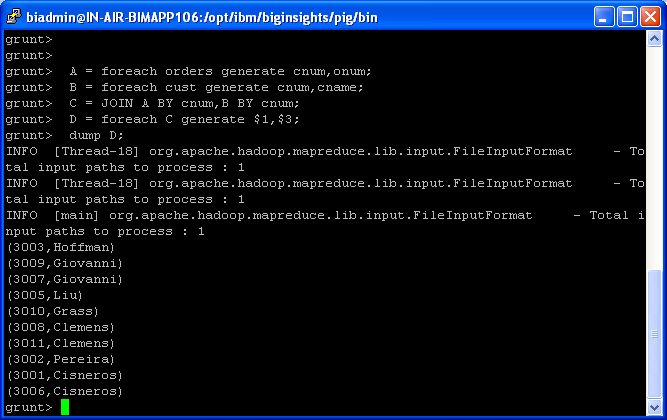 biadmin@IN-AIR-BIMAPP106:/opt/ibm/biginsights/pig/bin
grunt>
grunt>
grunt>  A = foreach orders generate cnum,onum;
grunt>  B = foreach cust generate cnum,cname;
grunt>  C = JOIN A BY cnum,B BY cnum;
grunt>  D = foreach C generate $1,$3;
grunt>  dump D;
INFO  [Thread-18] org.apache.hadoop.mapreduce.lib.input.FileInputFormat     - To
tal input paths to process : 1
INFO  [Thread-18] org.apache.hadoop.mapreduce.lib.input.FileInputFormat     - To
tal input paths to process : 1
INFO  [main] org.apache.hadoop.mapreduce.lib.input.FileInputFormat     - Total i
nput paths to process : 1
(3003,Hoffman)
(3009,Giovanni)
(3007,Giovanni)
(3005,Liu)
(3010,Grass)
(3008,Clemens)
(3011,Clemens)
(3002,Pereira)
(3001,Cisneros)
(3006,Cisneros)
grunt>